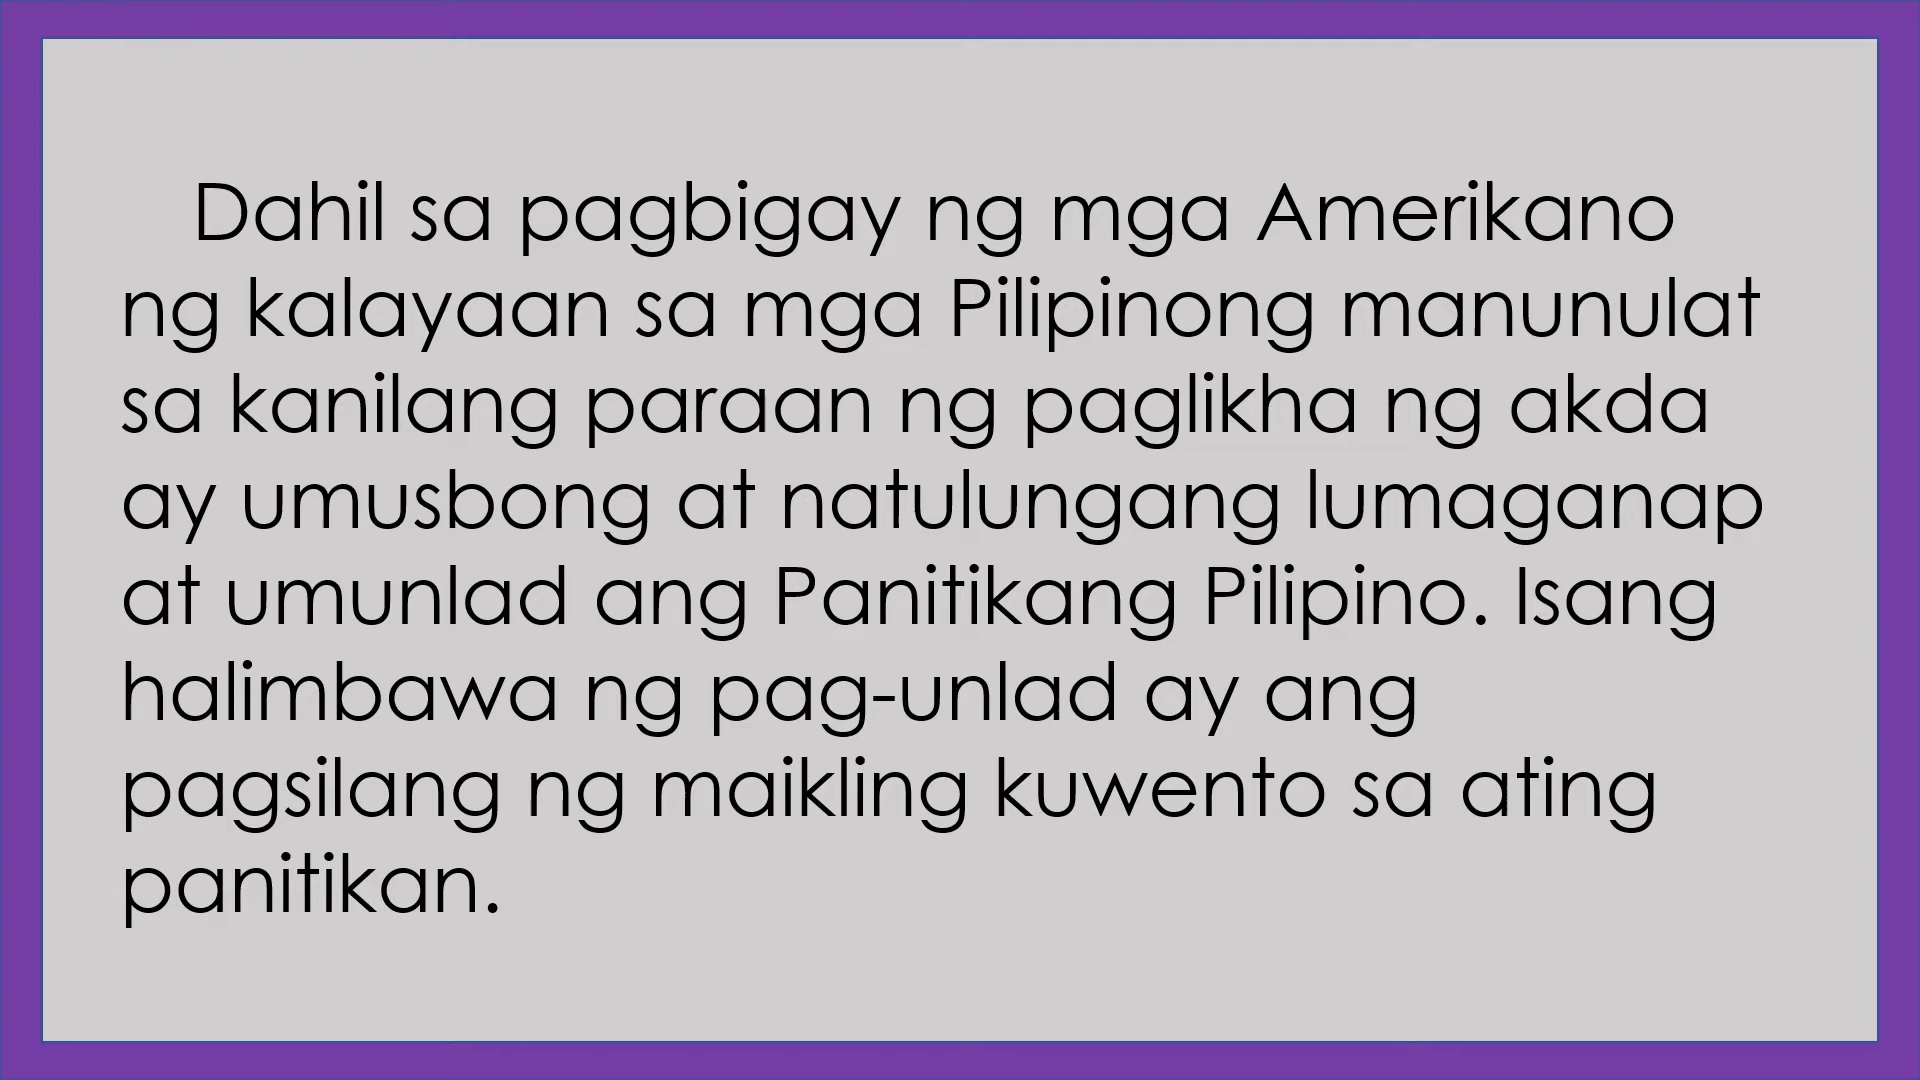 Dahil sa pagbigay ng mga Amerikano
ng kalayaan sa mga Pilipinong manunulat
sa kanilang paraan ng paglikha ng akda
ay umusbong at natulungang lumaganap
at umunlad ang Panitikang Pilipino. Isang
halimbawa ng pag-unlad ay ang
pagsilang ng maikling kuwento sa ating
panitikan.